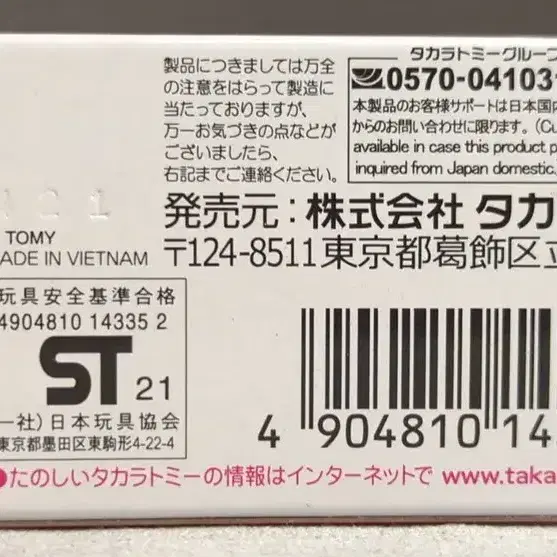 製品につきましては万全
の注意をはらって製造に
当たっておりますが、
万一お気づきの点などが
ございましたら、
右記までご連絡ください。
タカラトミーグループ
0570-04103
本製品のお客様サポートは日本国
からのお問い合わせに限ります。(Cu
available in case this product p
inquired from Japan domestic.
発売元：株式会社 タカ
〒124-8511東京都葛飾区
TOMY
ADE IN VIETNAM
玩具安全基準合格
4904810 14335 2
ST 21
一社）日本玩具協会
東京都墨田区東駒形4-22-4
4 904810 14
●たのしいタカラトミーの情報はインターネットで www.taka